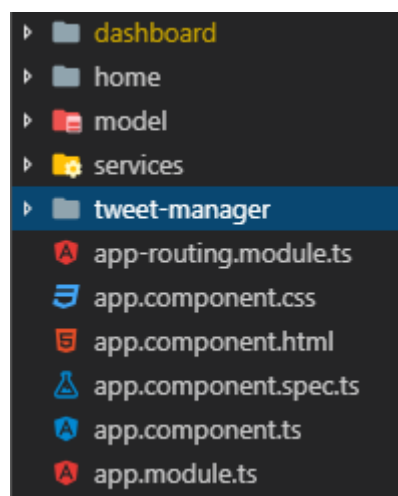 dashboard
home
model
services
tweet-manager
app-routing.module.ts
app.component.css
app.component.html
app.component.spec.ts
app.component.ts
app.module.ts